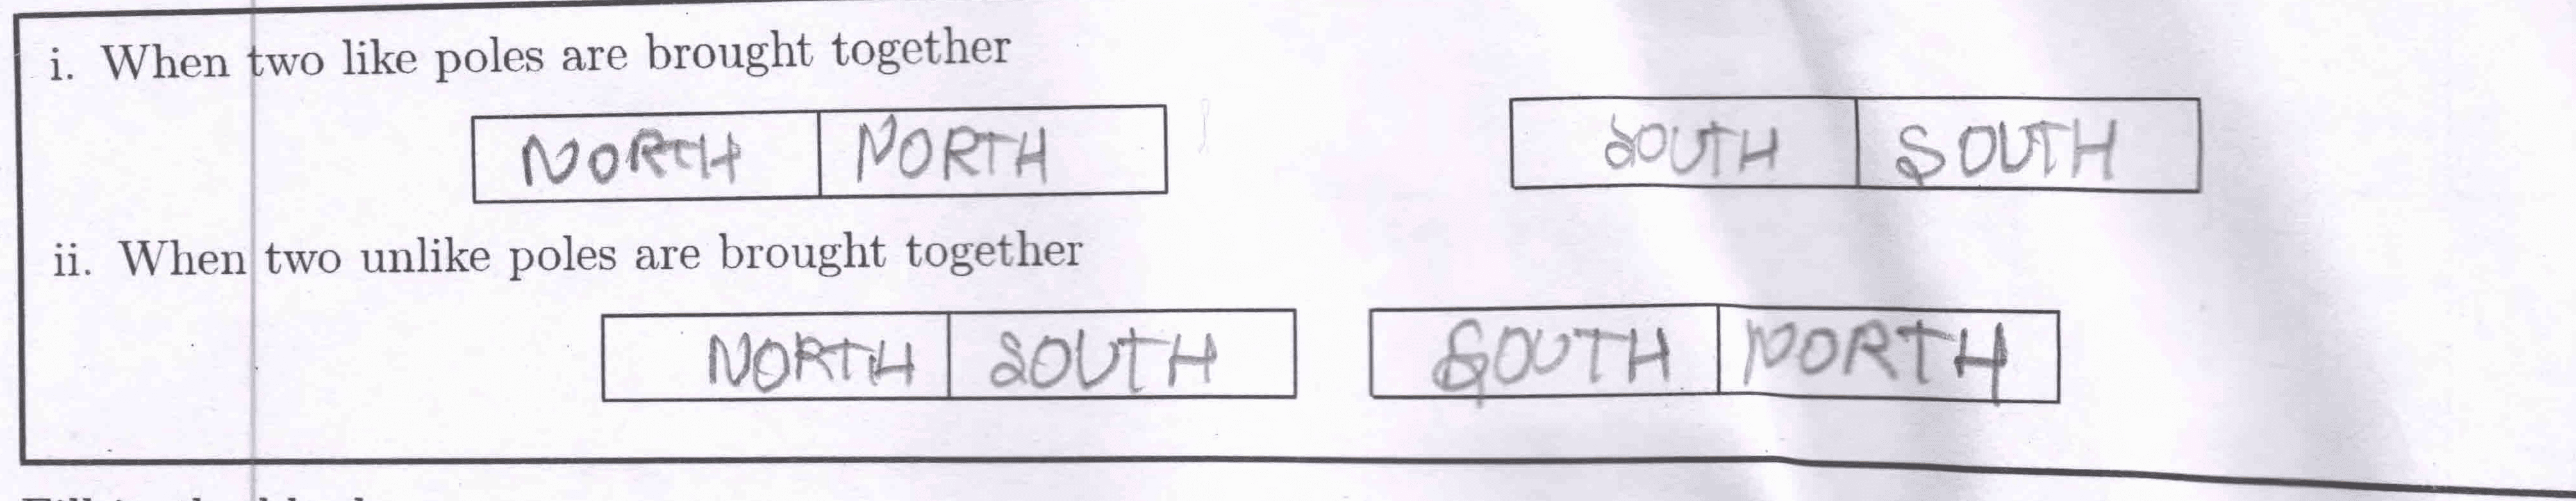 i. When two like poles are brought together
NORTH NORTH SOUTH SOUTH
ii. When two unlike poles are brought together
NORTH SOUTH SOUTH NORTH